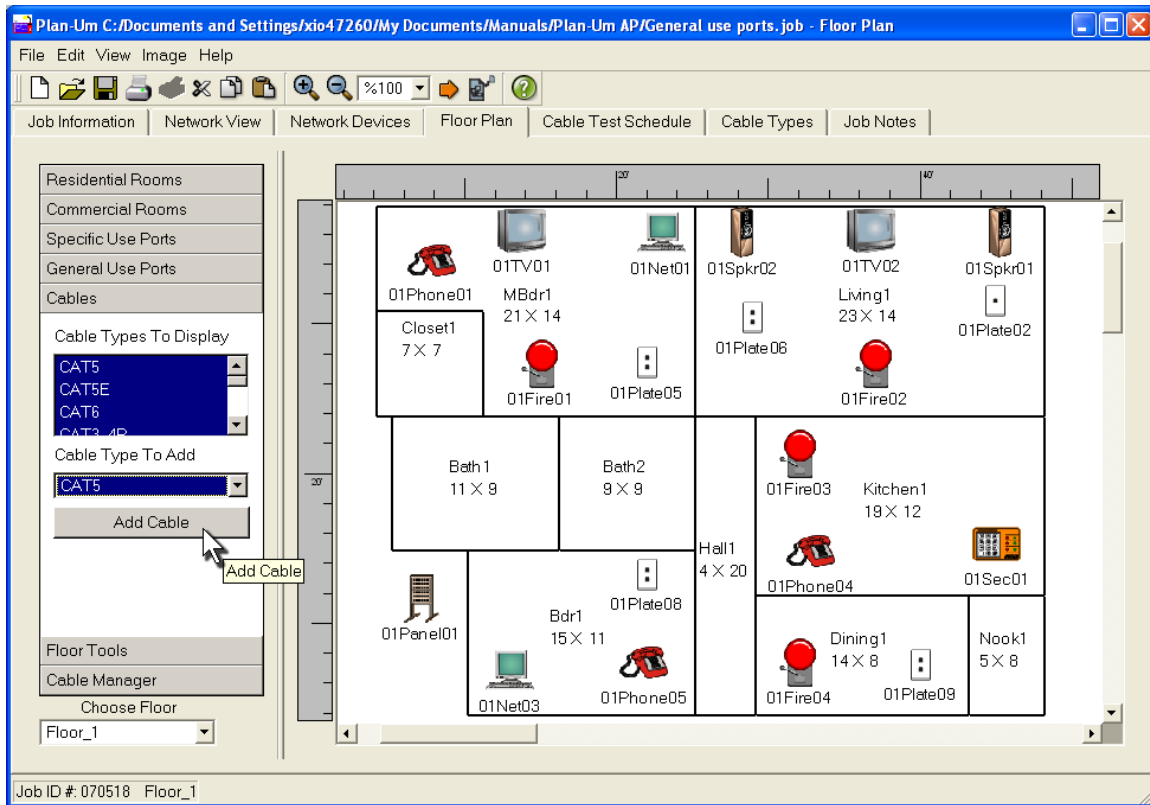 Plan-Um C:/Documents and Settings/xio47260/My Documents/Manuals/Plan-Um AP/General use ports.job - Floor Plan
File Edit View Image Help
%100
Job Information Network View Network Devices Floor Plan Cable Test Schedule Cable Types Job Notes
Residential Rooms
Commercial Rooms
Specific Use Ports
General Use Ports
Cables
Cable Types To Display
CAT5
CAT5E
CAT6
CAT3_4P
Cable Type To Add
CAT5
Add Cable
Add Cable
Floor Tools
Cable Manager
Choose Floor
Floor_1
20'
40'
20'
01Phone01
01TV01
01Net01
01Spkr02
01TV02
01Spkr01
MBdr1
21 X 14
Living1
23 X 14
Closet1
7 X 7
01Plate06
01Plate02
01Fire01
01Plate05
01Fire02
Bath1
11 X 9
Bath2
9 X 9
01Fire03
Kitchen1
19 X 12
Hall1
4 X 20
01Phone04
01Sec01
01Panel01
01Plate08
Bdr1
15 X 11
01Net03
01Phone05
Dining1
14 X 8
01Fire04
01Plate09
Nook1
5 X 8
Job ID #: 070518 Floor_1